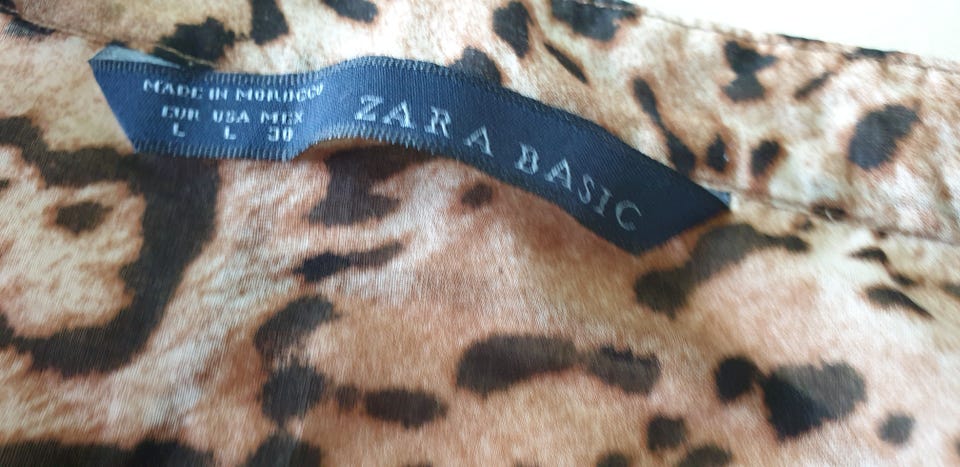 MADE IN MOROCCO
EUR USA MEX
L L 30
ZARA BASIC